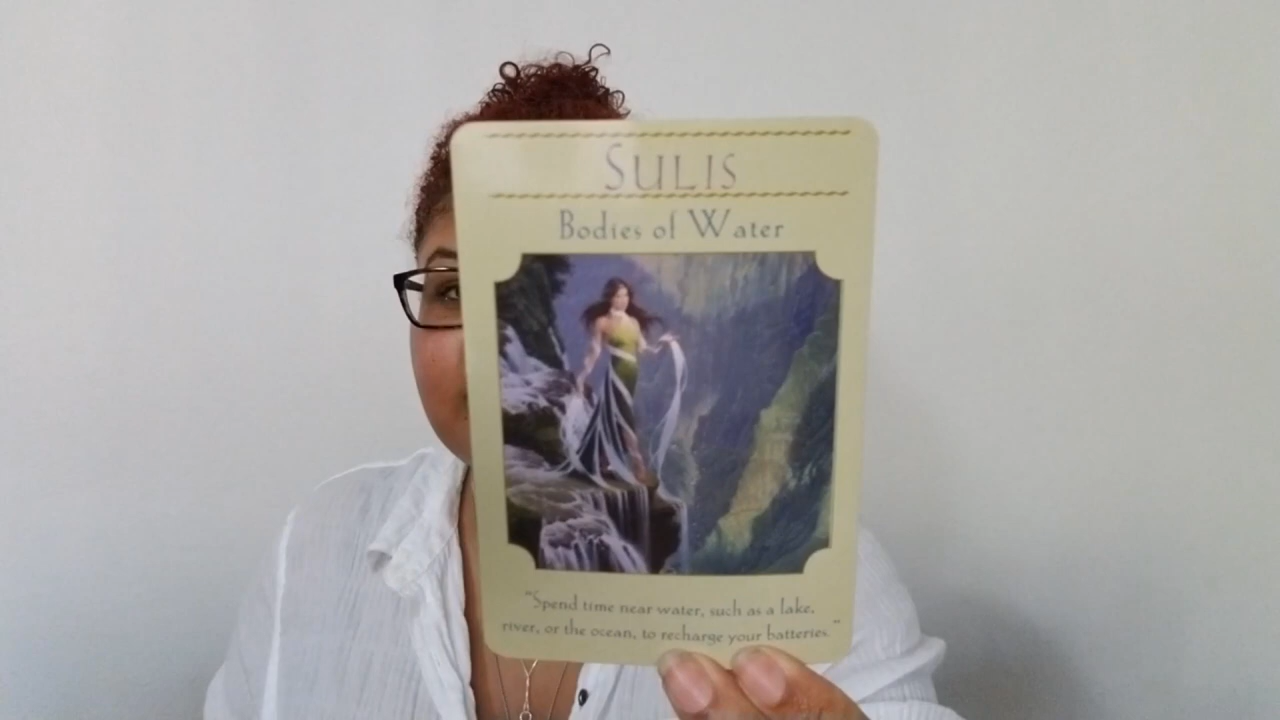 SULIS
Bodies of Water
"Spend time near water, such as a lake,
river, or the ocean, to recharge your batteries."